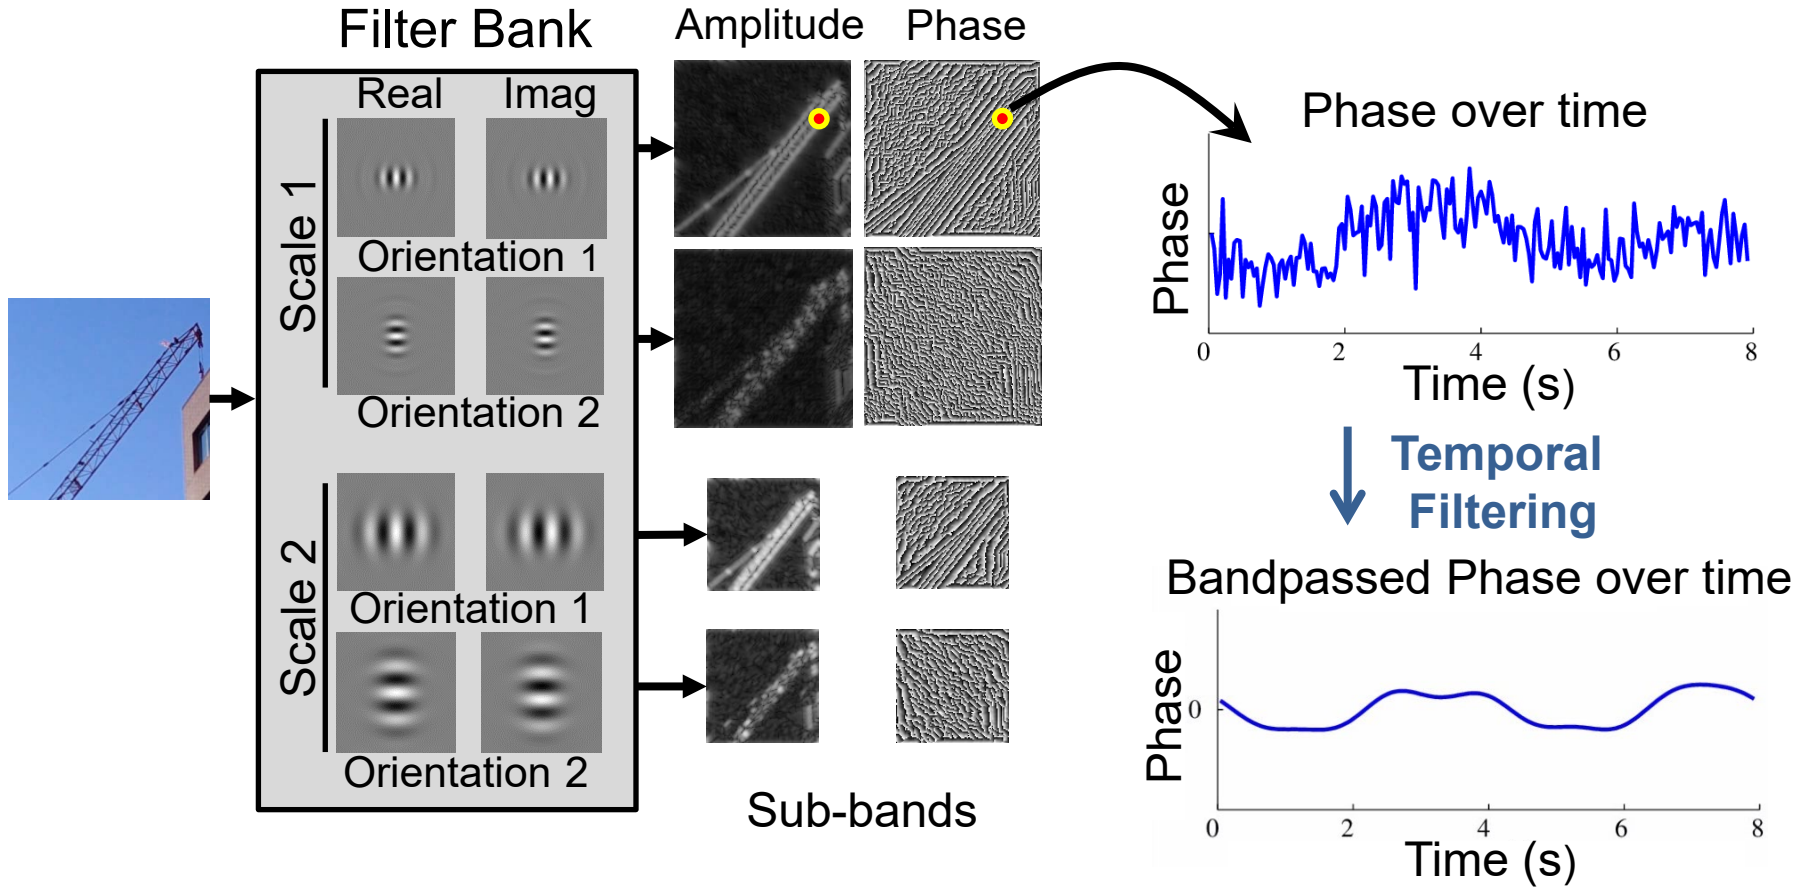 Filter Bank
Real Imag
Scale 1
Orientation 1
Orientation 2
Scale 2
Orientation 1
Orientation 2
Amplitude Phase
Sub-bands
Phase over time
Phase
0 2 4 6 8
Time (s)
Temporal
Filtering
Bandpassed Phase over time
Phase
0
0 2 4 6 8
Time (s)